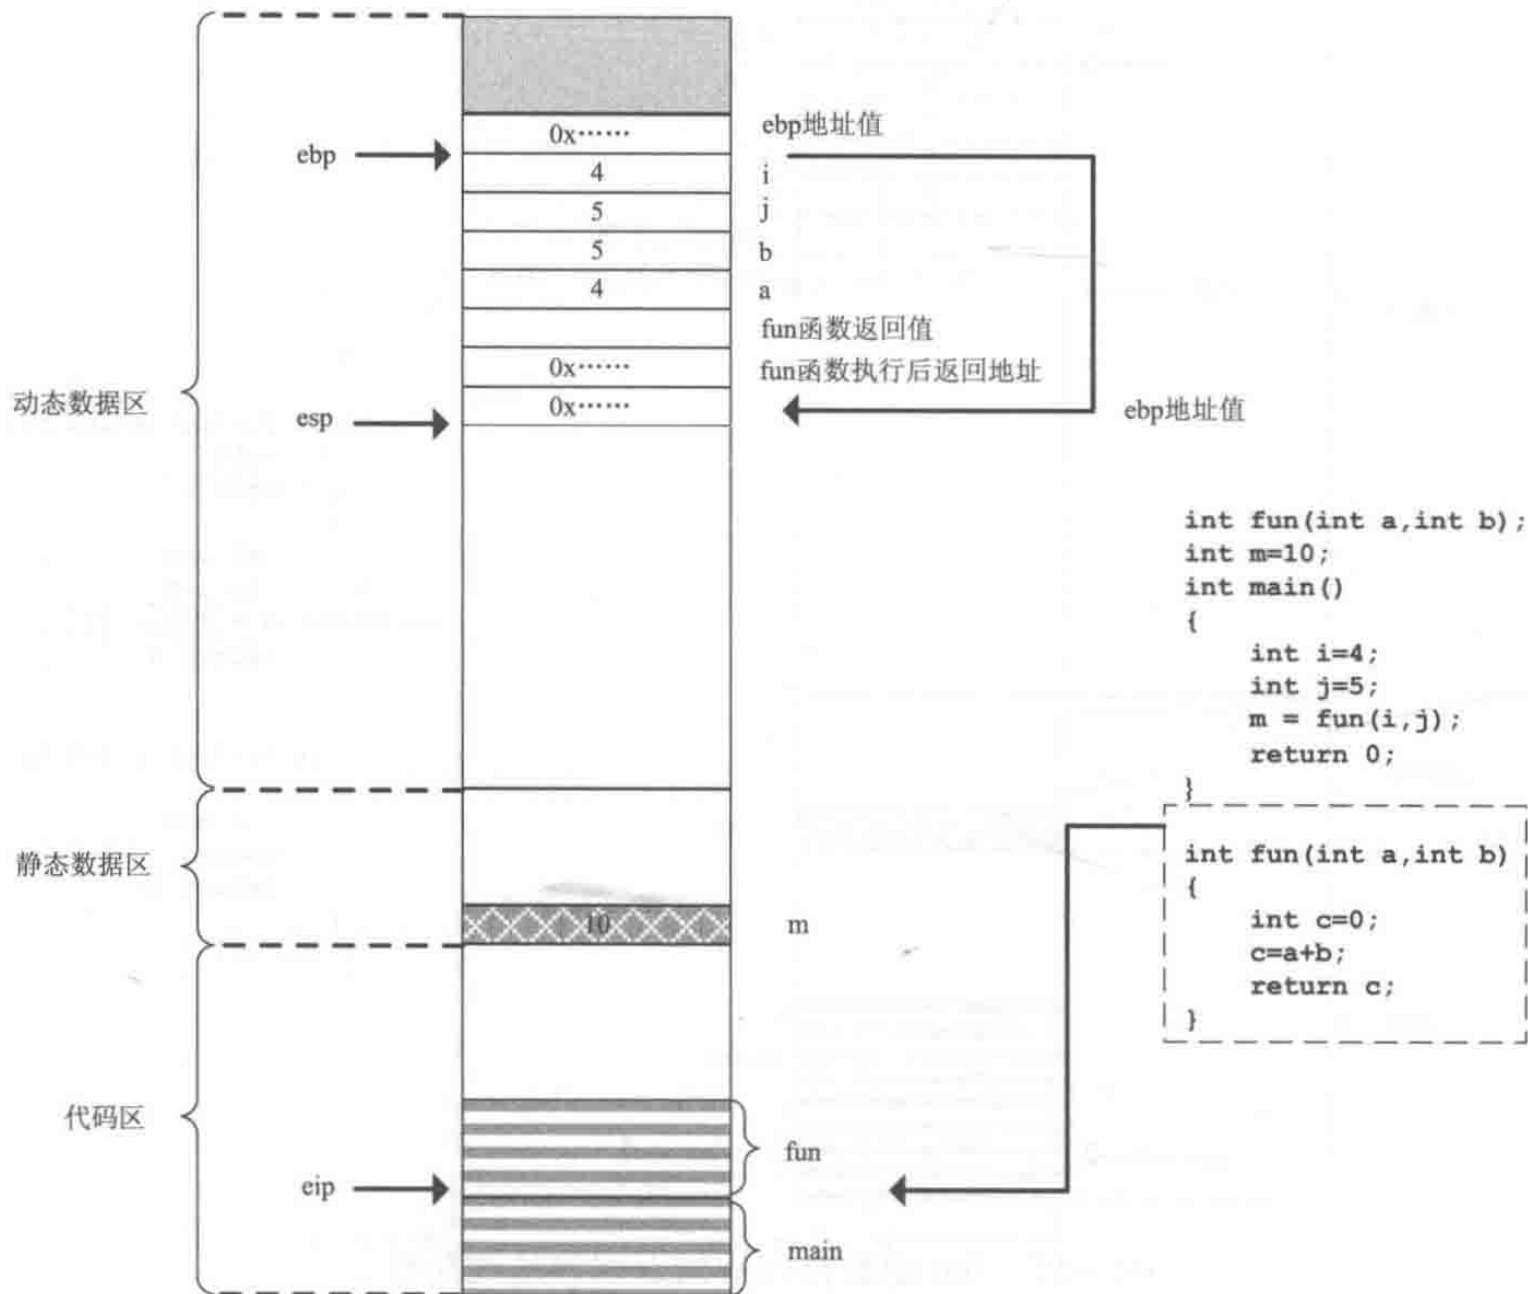 0x……
ebp地址值
ebp
4
i
5
j
5
b
4
a
fun函数返回值
0x……
fun函数执行后返回地址
动态数据区
esp
0x……
ebp地址值
int fun(int a,int b);
int m=10;
int main()
{
int i=4;
int j=5;
m = fun(i,j);
return 0;
}
静态数据区
10
m
int fun(int a,int b)
{
int c=0;
c=a+b;
return c;
}
代码区
fun
eip
main